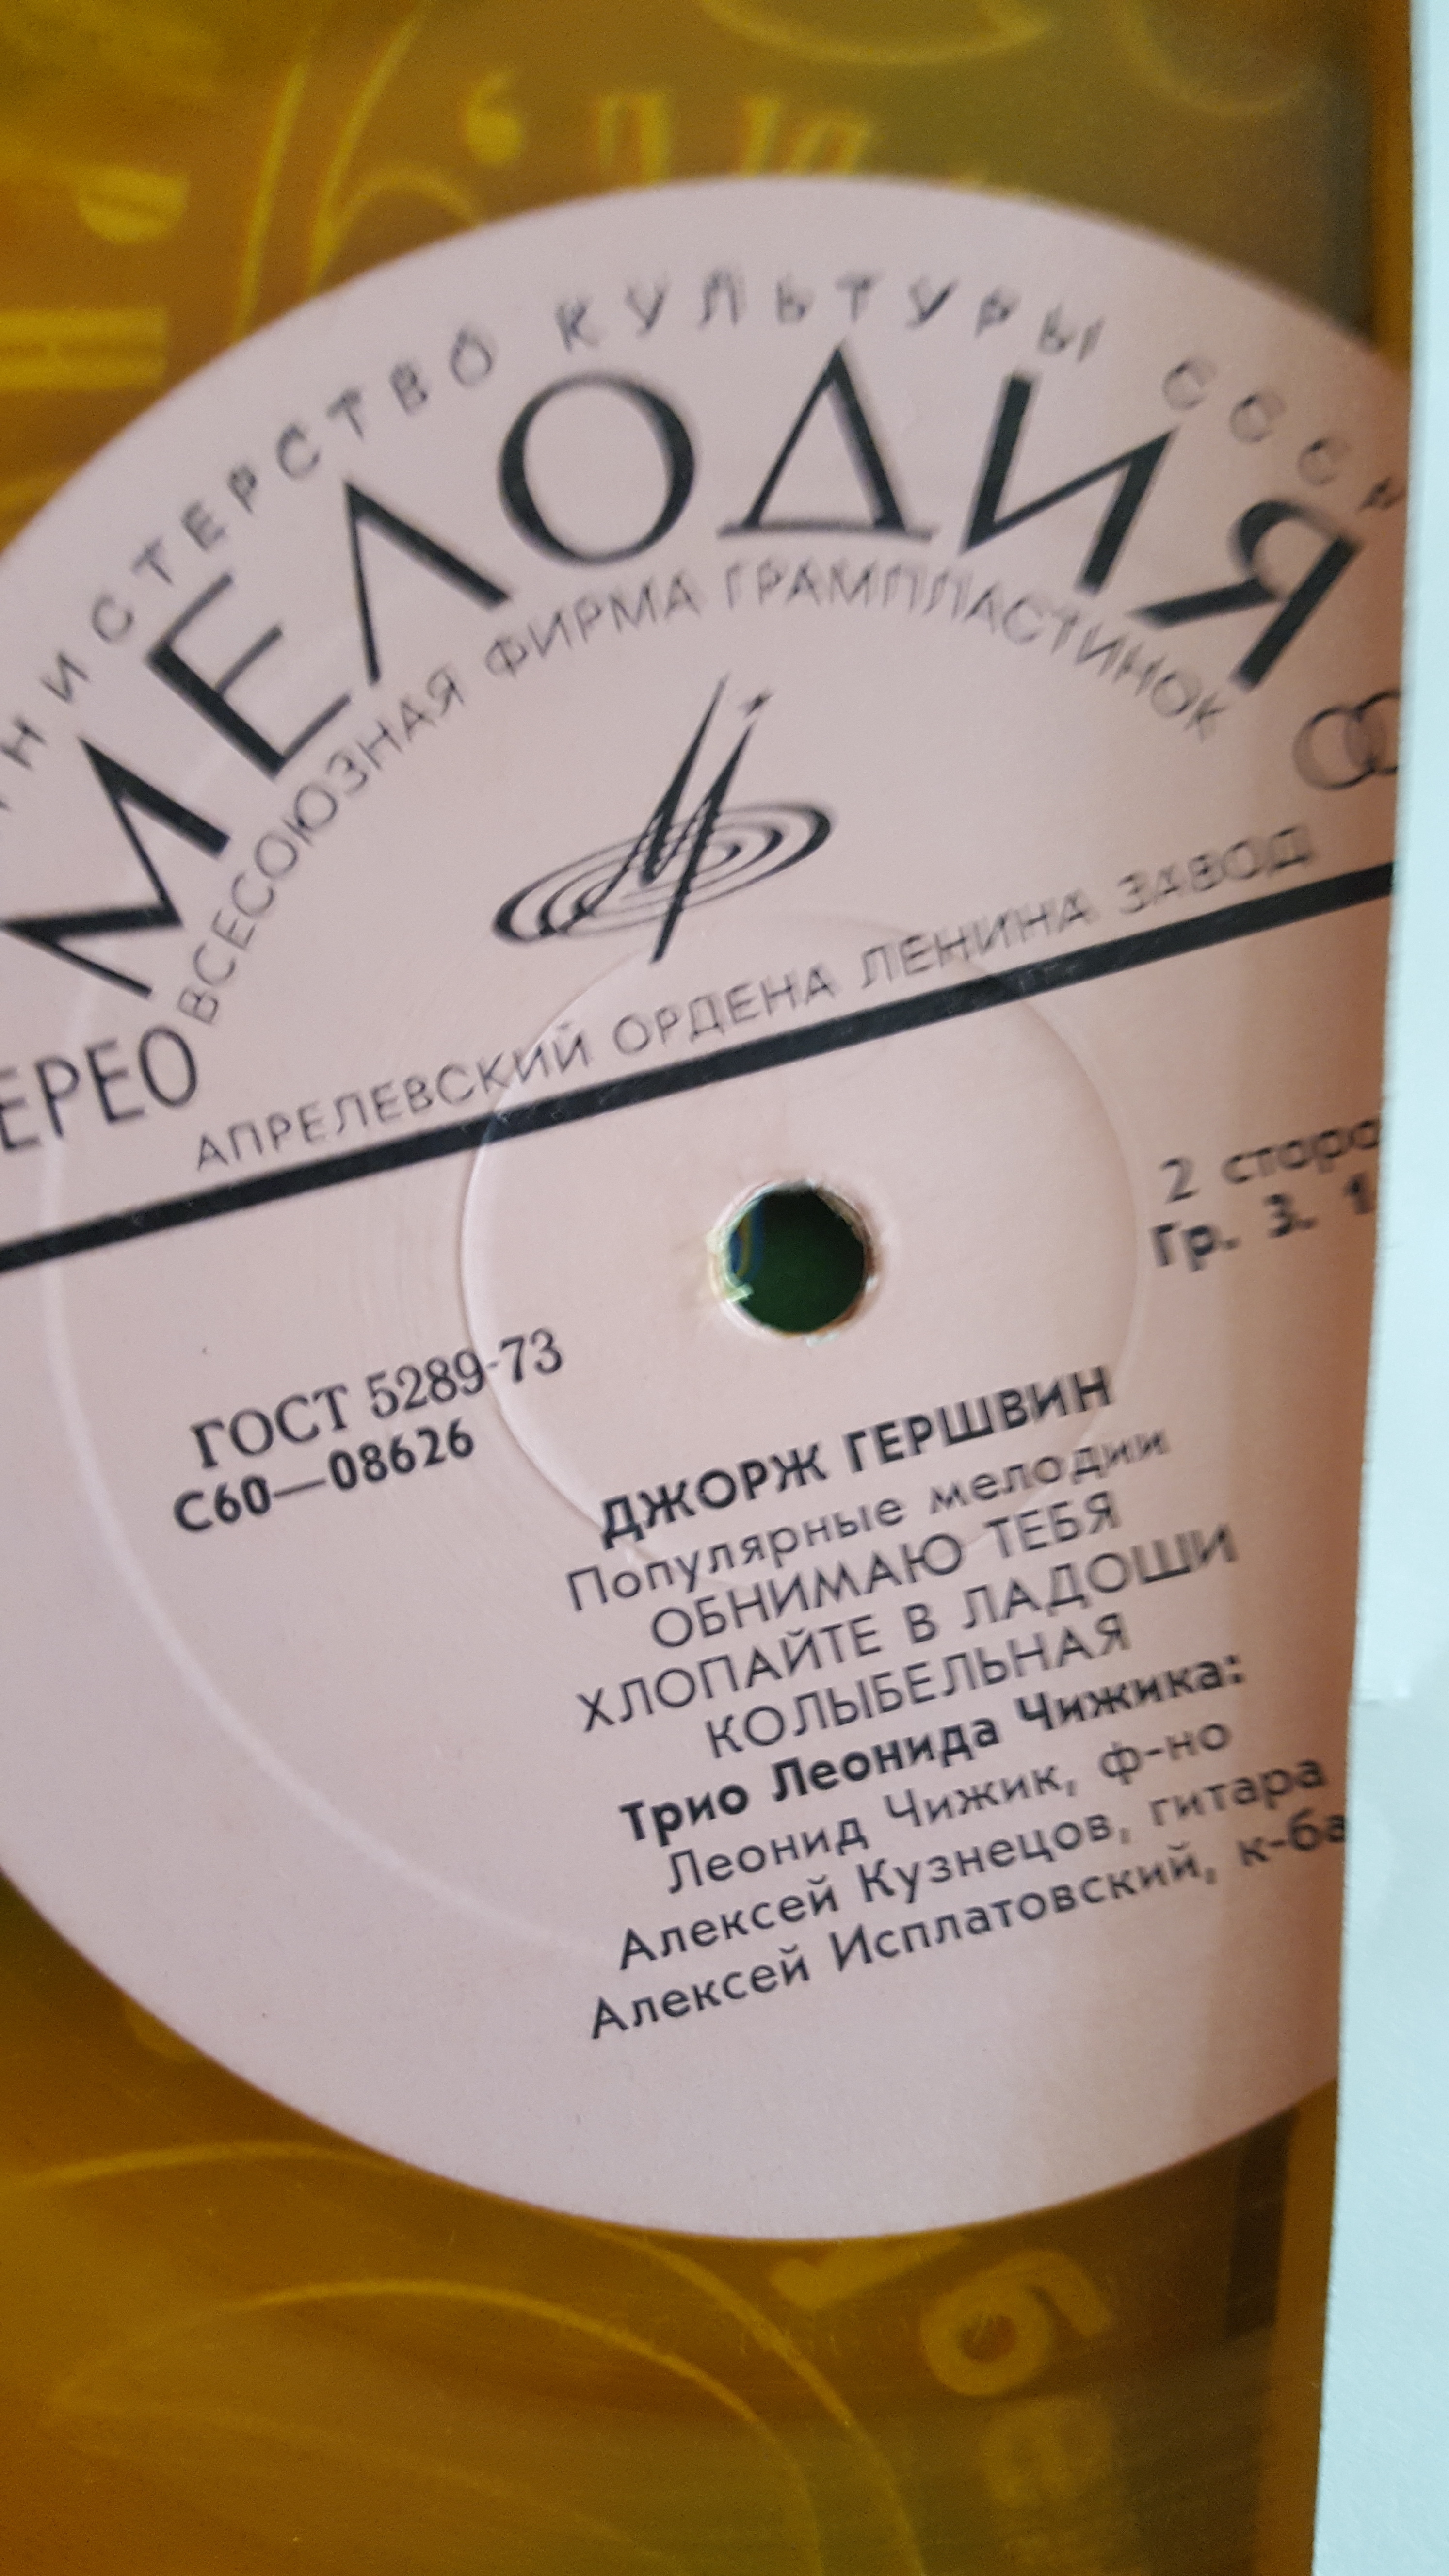 МИНИСТЕРСТВО КУЛЬТУРЫ СССР
МЕЛОДИЯ
ВСЕСОЮЗНАЯ ФИРМА ГРАМПЛАСТИНОК
ЕРЕО
АПРЕЛЕВСКИЙ ОРДЕНА ЛЕНИНА ЗАВОД
2 сторо
Гр. 3. 1
ГОСТ 5289-73
С60—08626
ДЖОРЖ ГЕРШВИН
Популярные мелодии
ОБНИМАЮ ТЕБЯ
ХЛОПАЙТЕ В ЛАДОШИ
КОЛЫБЕЛЬНАЯ
Трио Леонида Чижика:
Леонид Чижик, ф-но
Алексей Кузнецов, гитара
Алексей Исплатовский, к-ба